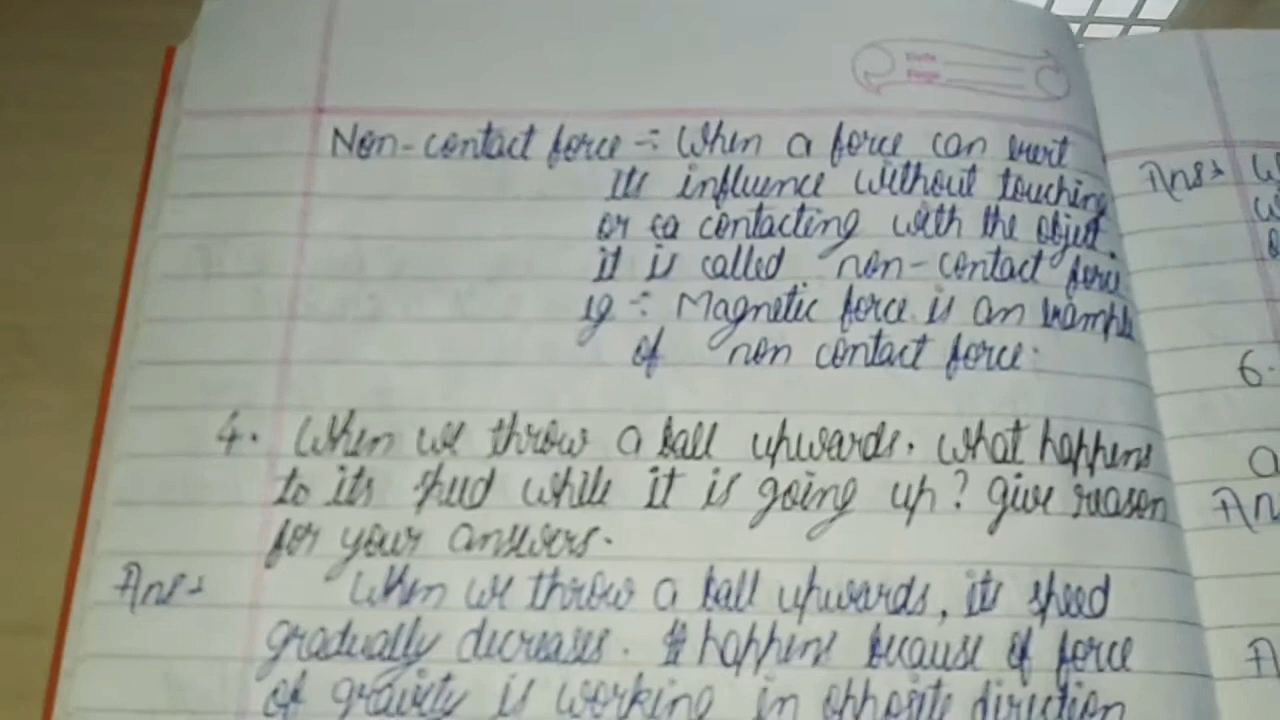 Date
Page
Non-contact force ÷ When a force can exert
its influence without touching
or co contacting with the object
it is called non-contact force
eg ÷ Magnetic force is an example
of non contact force.
4. When we throw a ball upwards. What happens
to its speed while it is going up? give reason
for your answers.
Ans→ When we throw a ball upwards, its speed
gradually decreases. It happens because of force
of gravity is working in opposite direction
Ans→
6.
a
An
A